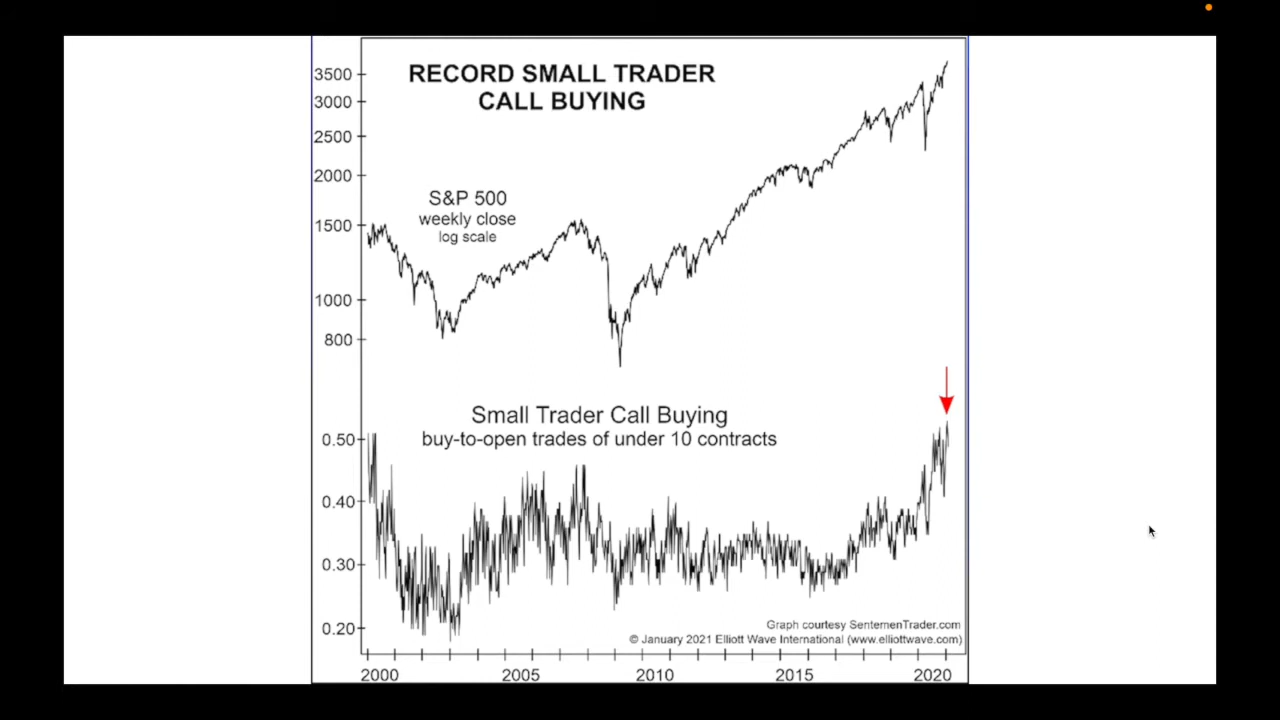 RECORD SMALL TRADER
CALL BUYING
3500
3000
2500
2000
1500
1000
800
S&P 500
weekly close
log scale
Small Trader Call Buying
buy-to-open trades of under 10 contracts
0.50
0.40
0.30
0.20
Graph courtesy SentemenTrader.com
© January 2021 Elliott Wave International (www.elliottwave.com)
2000 2005 2010 2015 2020